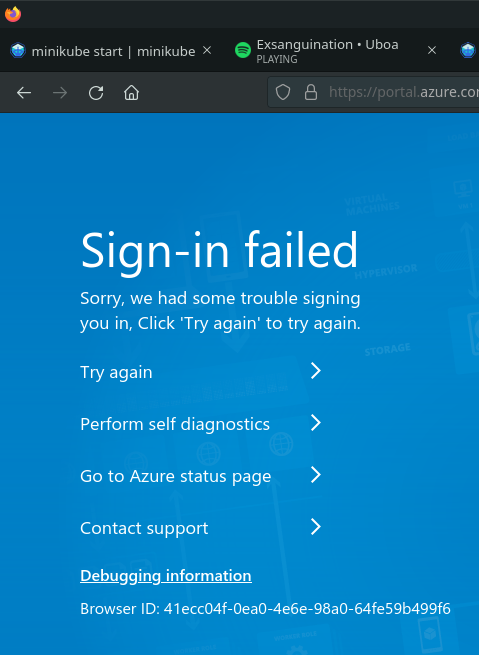 minikube start | minikube
Exsanguination • Uboa
PLAYING
https://portal.azure.com
VIRTUAL
MACHINES
Sign-in failed
HYPERVISOR
Sorry, we had some trouble signing
you in, Click 'Try again' to try again.
STORAGE
Try again
Perform self diagnostics
Go to Azure status page
Contact support
Debugging information
Browser ID: 41ecc04f-0ea0-4e6e-98a0-64fe59b499f6